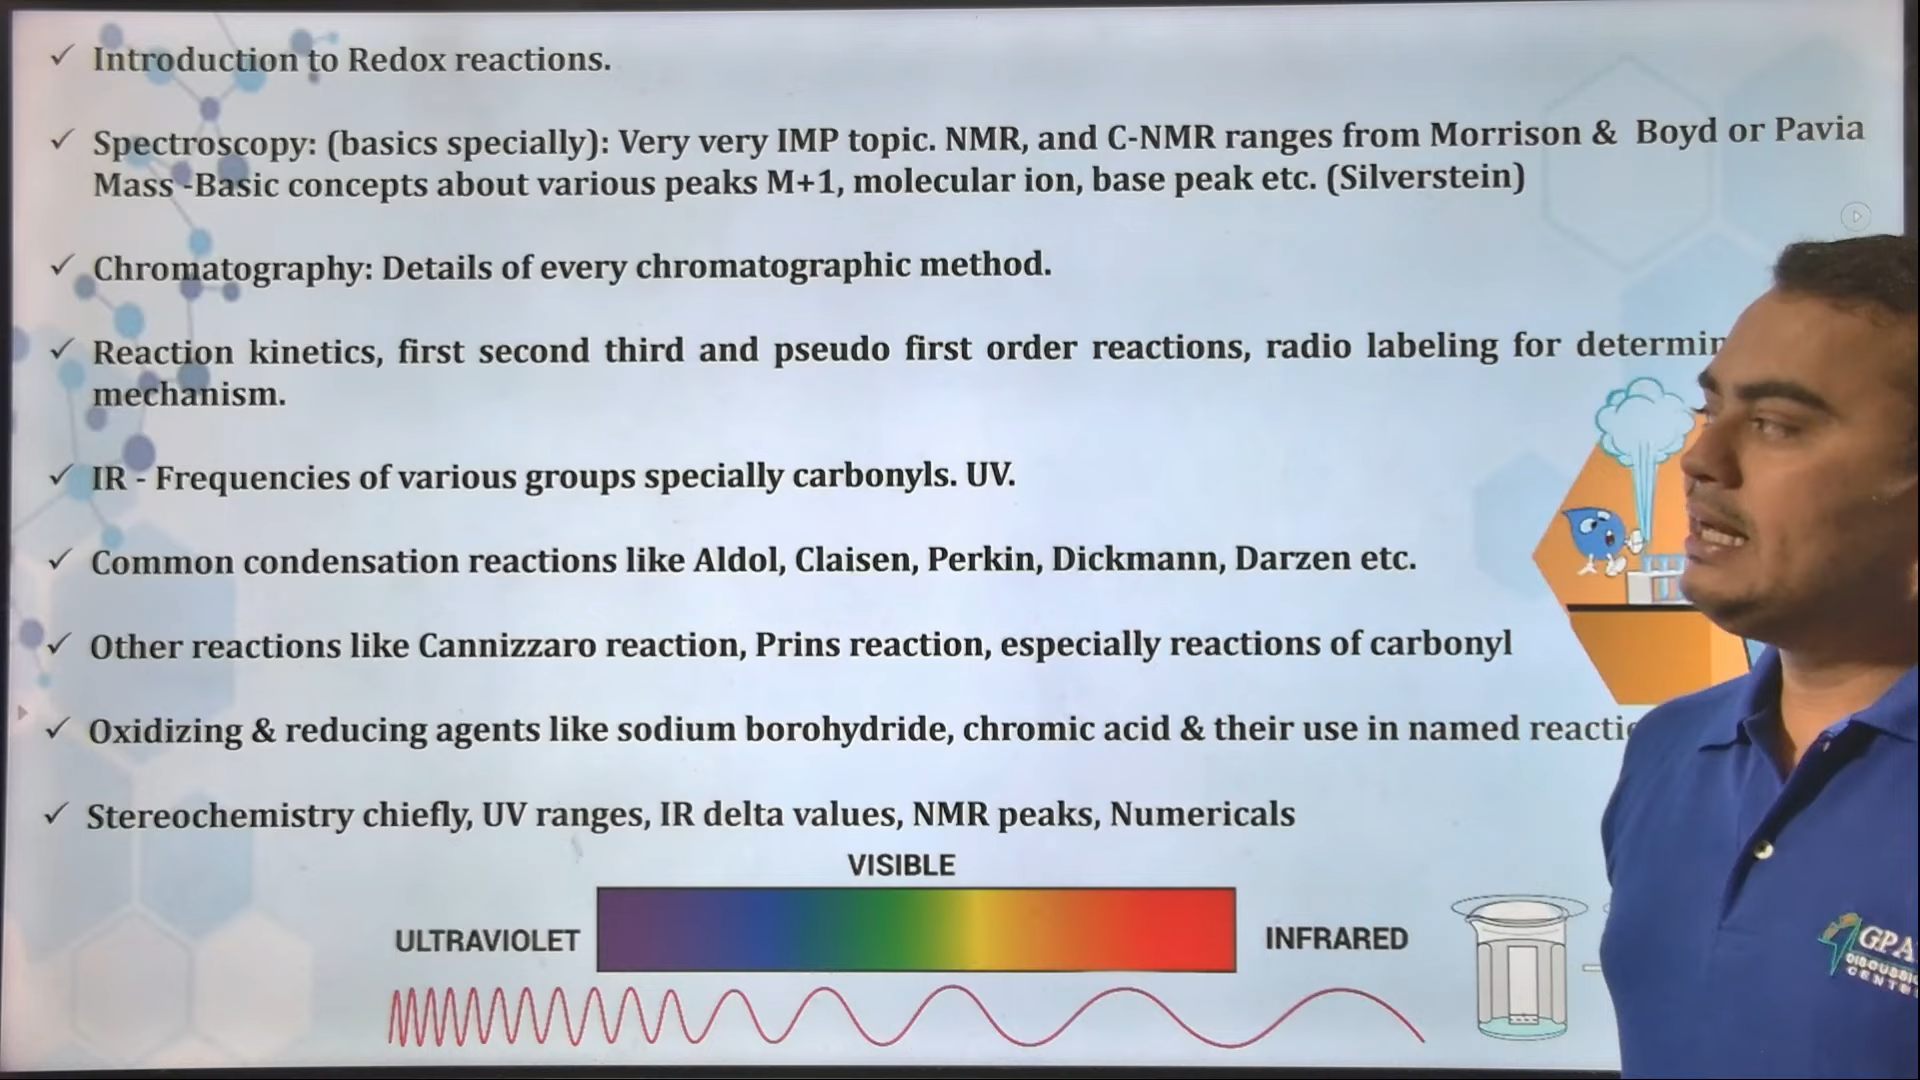 ✓ Introduction to Redox reactions.
✓ Spectroscopy: (basics specially): Very very IMP topic. NMR, and C-NMR ranges from Morrison & Boyd or Pavia
Mass -Basic concepts about various peaks M+1, molecular ion, base peak etc. (Silverstein)
✓ Chromatography: Details of every chromatographic method.
✓ Reaction kinetics, first second third and pseudo first order reactions, radio labeling for
mechanism.
✓ IR - Frequencies of various groups specially carbonyls. UV.
✓ Common condensation reactions like Aldol, Claisen, Perkin, Dickmann, Darzen etc.
✓ Other reactions like Cannizzaro reaction, Prins reaction, especially reactions of carbonyl
✓ Oxidizing & reducing agents like sodium borohydride, chromic acid & their use in named
✓ Stereochemistry chiefly, UV ranges, IR delta values, NMR peaks, Numericals
VISIBLE
ULTRAVIOLET
INFRARED